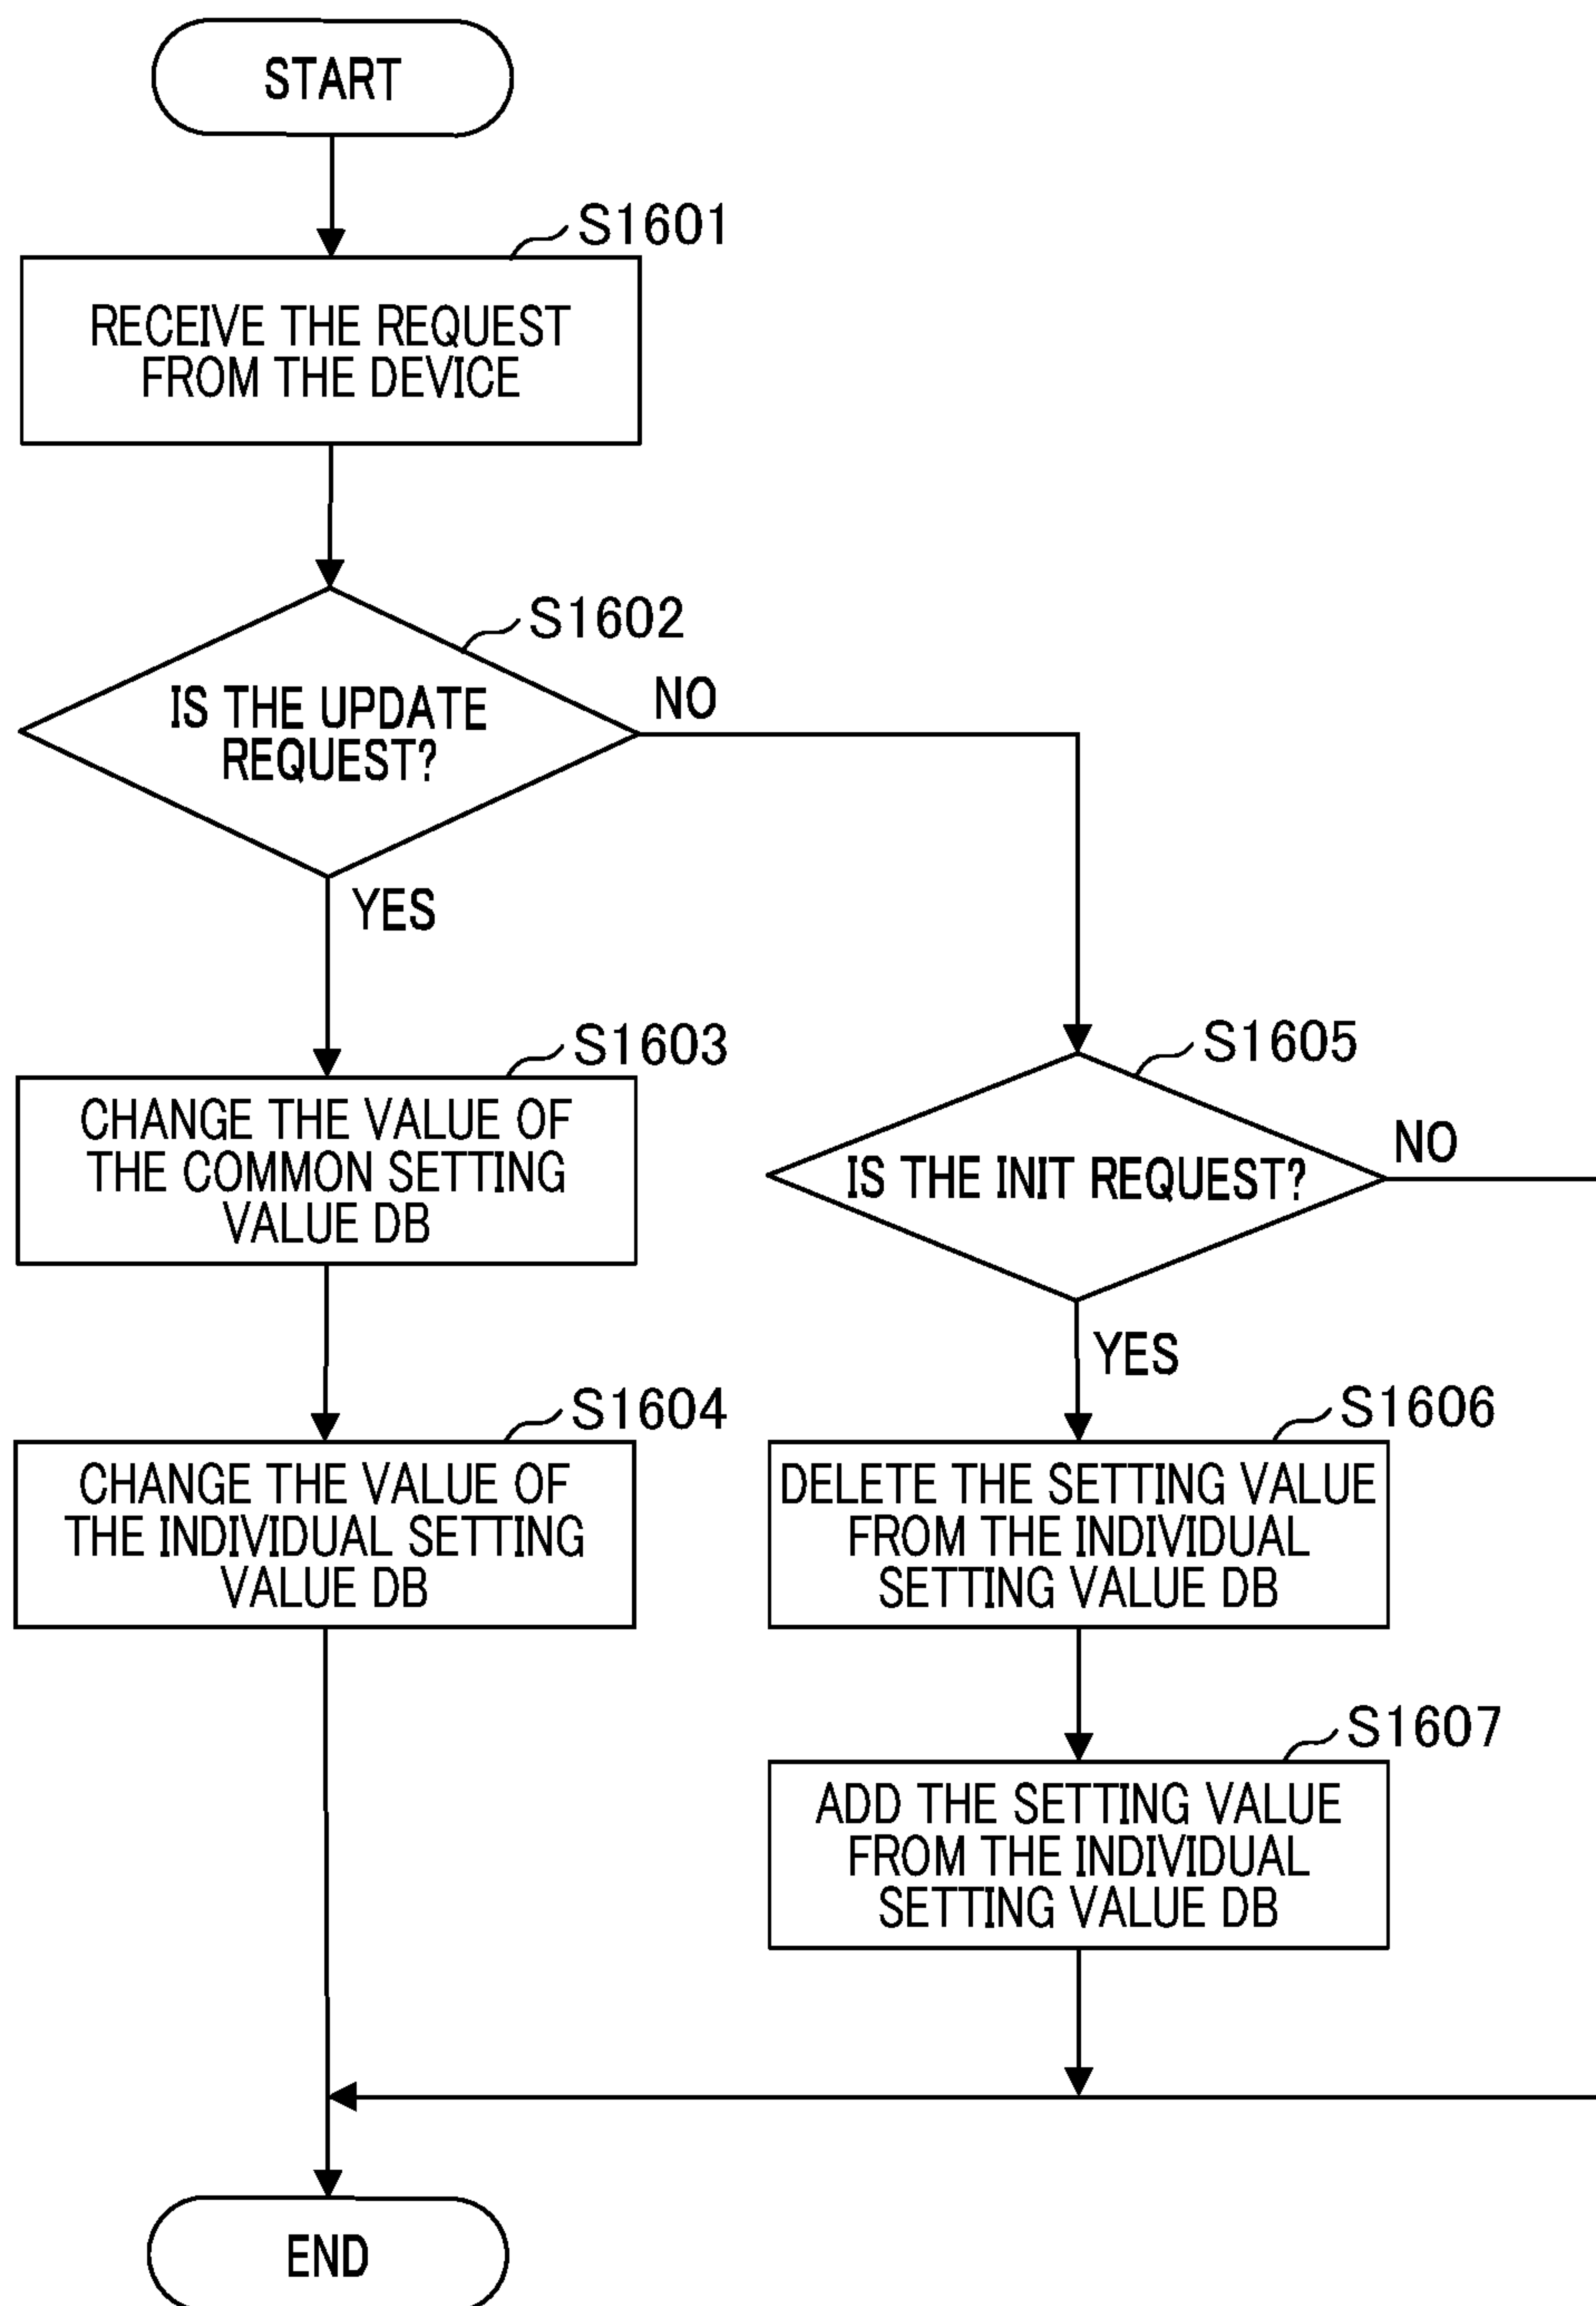 START
S1601
RECEIVE THE REQUEST
FROM THE DEVICE
S1602
IS THE UPDATE
REQUEST?
NO
YES
S1603
CHANGE THE VALUE OF
THE COMMON SETTING
VALUE DB
S1604
CHANGE THE VALUE OF
THE INDIVIDUAL SETTING
VALUE DB
S1605
IS THE INIT REQUEST?
NO
YES
S1606
DELETE THE SETTING VALUE
FROM THE INDIVIDUAL
SETTING VALUE DB
S1607
ADD THE SETTING VALUE
FROM THE INDIVIDUAL
SETTING VALUE DB
END